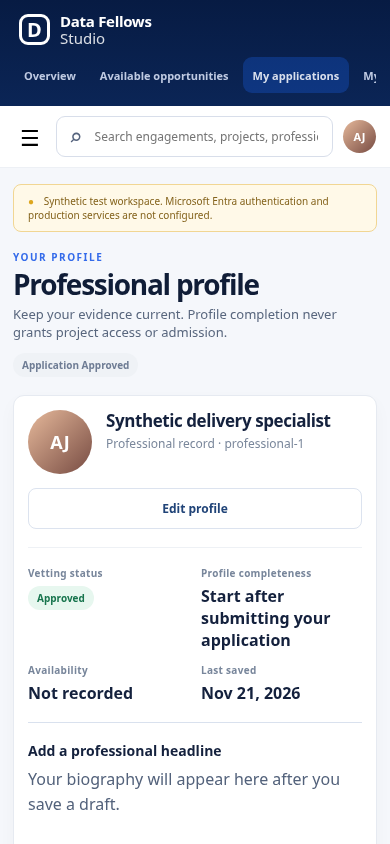 D
Data Fellows
Studio
Overview
Available opportunities
My applications
My
☰
Search engagements, projects, professi
AJ
Synthetic test workspace. Microsoft Entra authentication and
production services are not configured.
YOUR PROFILE
Professional profile
Keep your evidence current. Profile completion never
grants project access or admission.
Application Approved
AJ
Synthetic delivery specialist
Professional record · professional-1
Edit profile
Vetting status
Approved
Profile completeness
Start after
submitting your
application
Availability
Not recorded
Last saved
Nov 21, 2026
Add a professional headline
Your biography will appear here after you
save a draft.